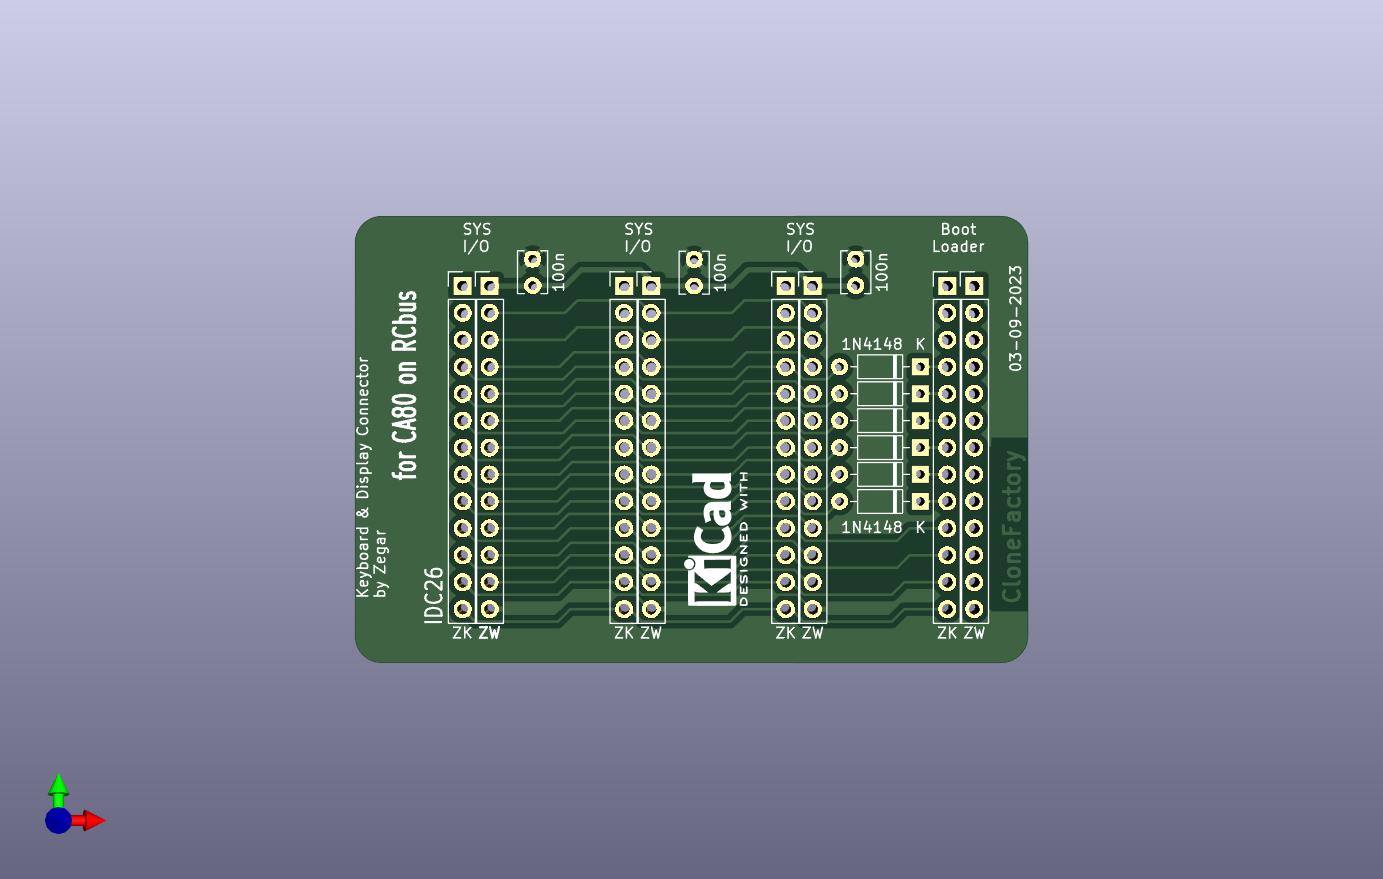 SYS
I/O
SYS
I/O
SYS
I/O
Boot
Loader
100n
100n
100n
03-09-2023
1N4148 K
1N4148 K
for CA80 on RCbus
Keyboard & Display Connector
by Zegar
IDC26
KiCad
DESIGNED WITH
CloneFactory
ZK ZW
ZK ZW
ZK ZW
ZK ZW